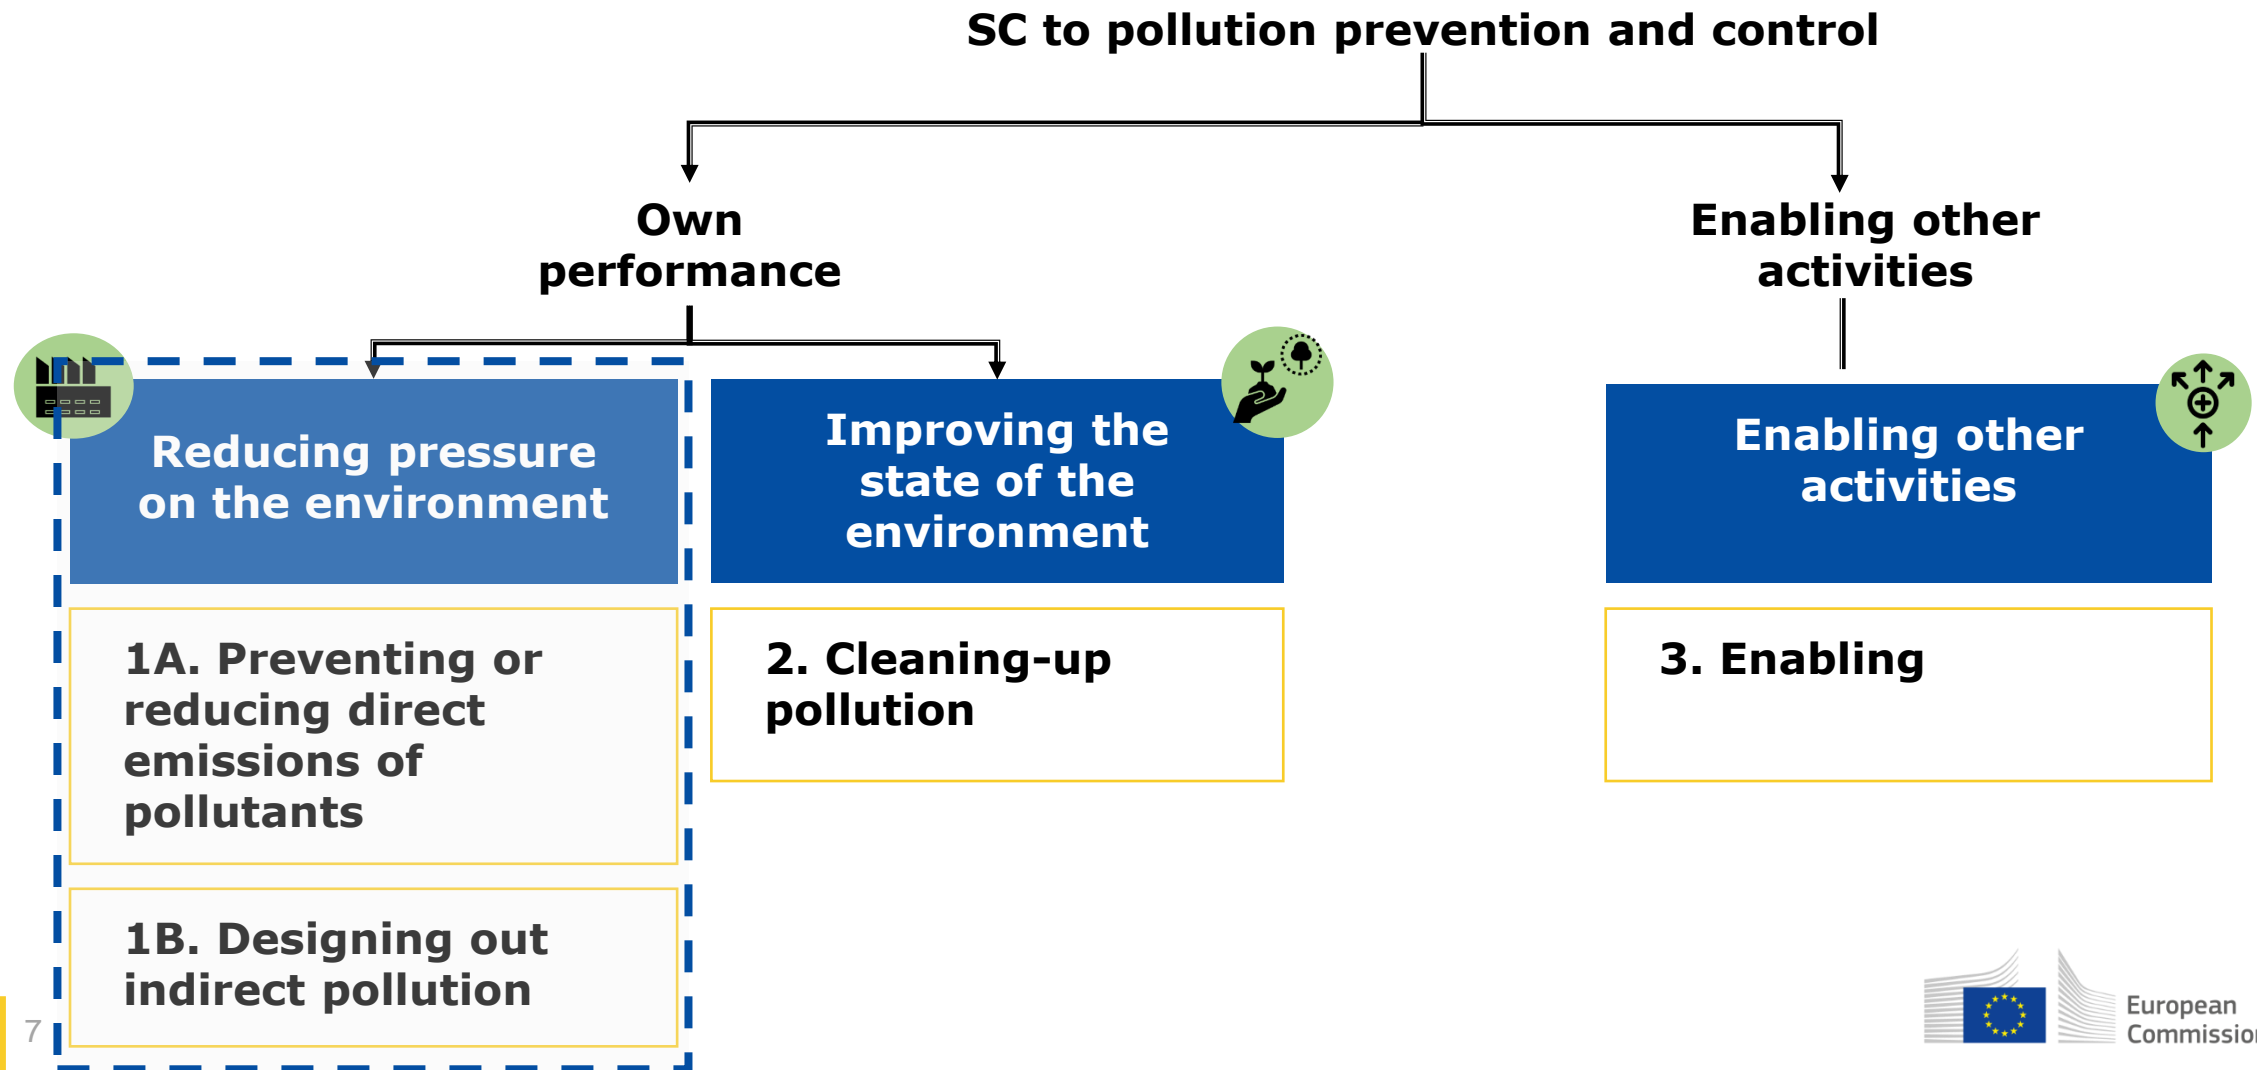 SC to pollution prevention and control
Own
performance
Enabling other
activities
Reducing pressure
on the environment
Improving the
state of the
environment
Enabling other
activities
1A. Preventing or
reducing direct
emissions of
pollutants
2. Cleaning-up
pollution
3. Enabling
1B. Designing out
indirect pollution
7
European
Commission